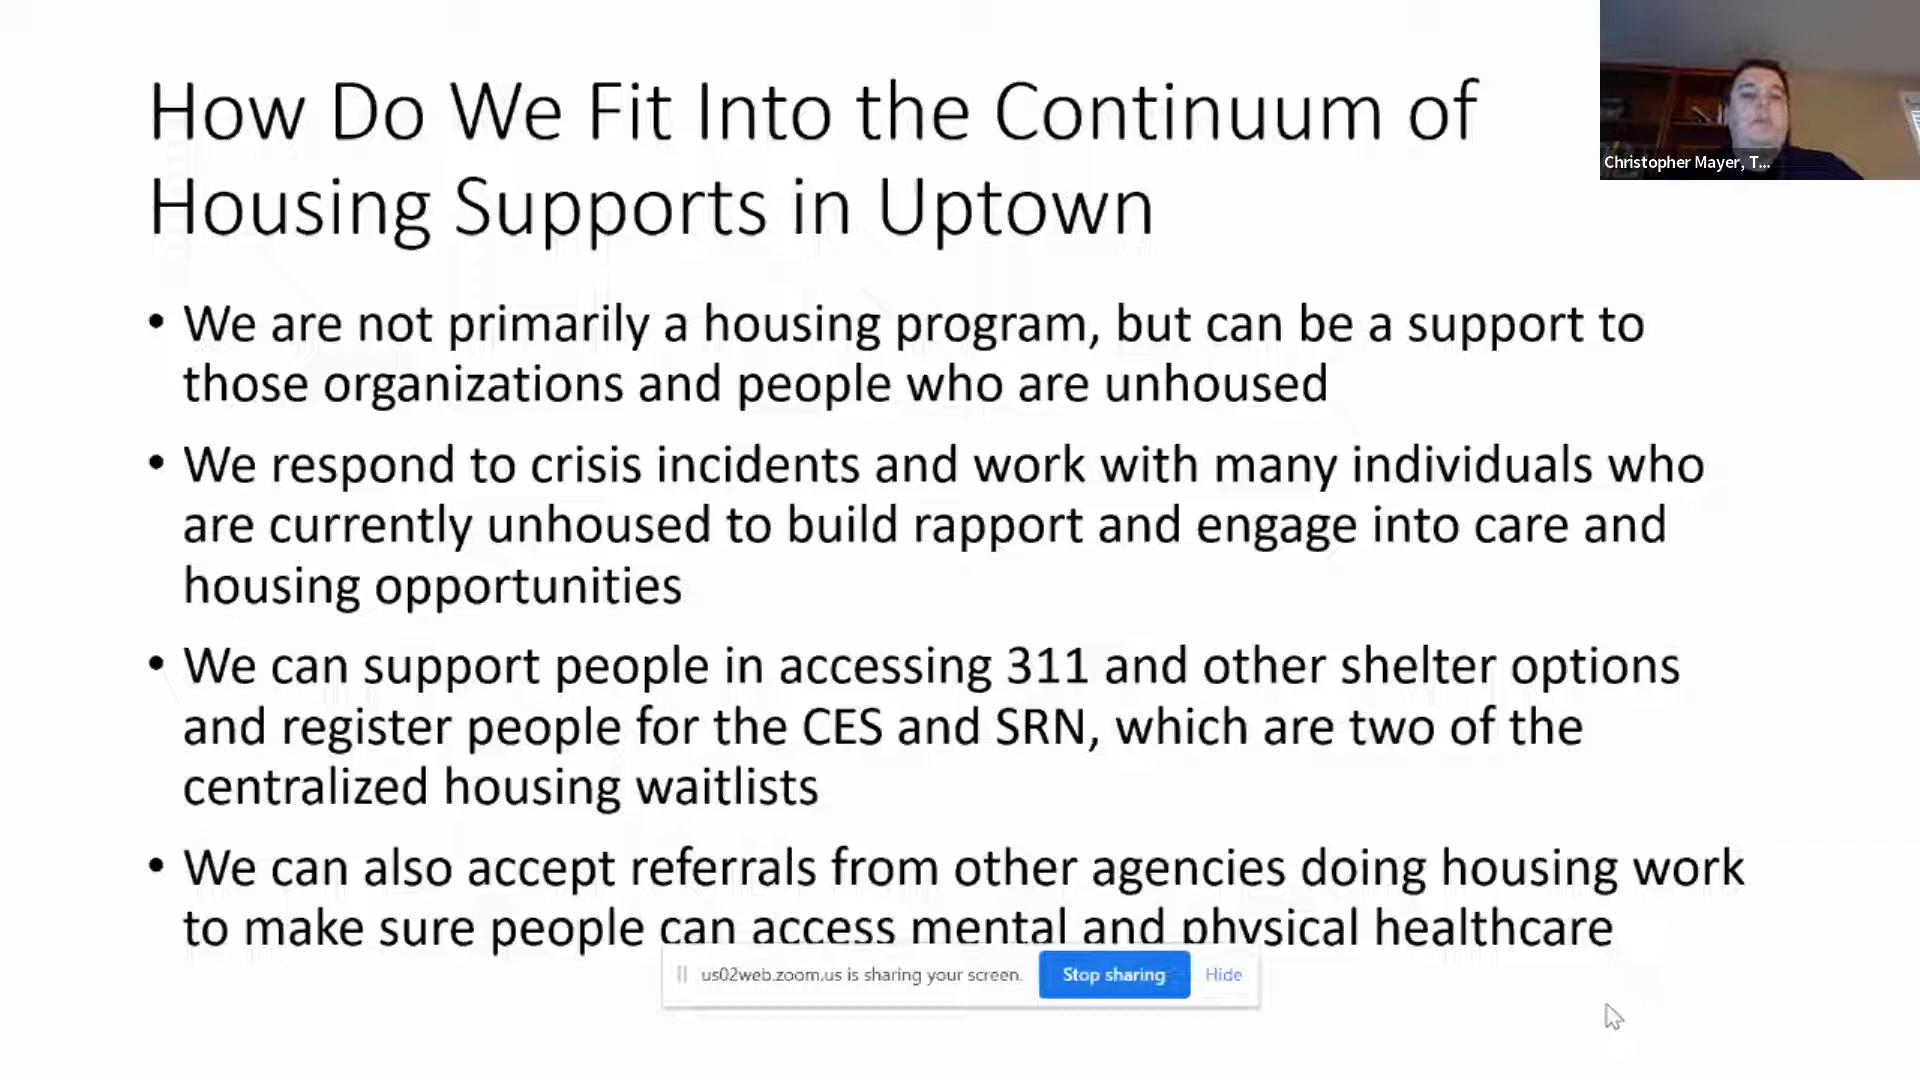 How Do We Fit Into the Continuum of
Housing Supports in Uptown
Christopher Mayer, T...
• We are not primarily a housing program, but can be a support to
those organizations and people who are unhoused
• We respond to crisis incidents and work with many individuals who
are currently unhoused to build rapport and engage into care and
housing opportunities
• We can support people in accessing 311 and other shelter options
and register people for the CES and SRN, which are two of the
centralized housing waitlists
• We can also accept referrals from other agencies doing housing work
to make sure people can access mental and physical healthcare
us02web.zoom.us is sharing your screen. Stop sharing Hide